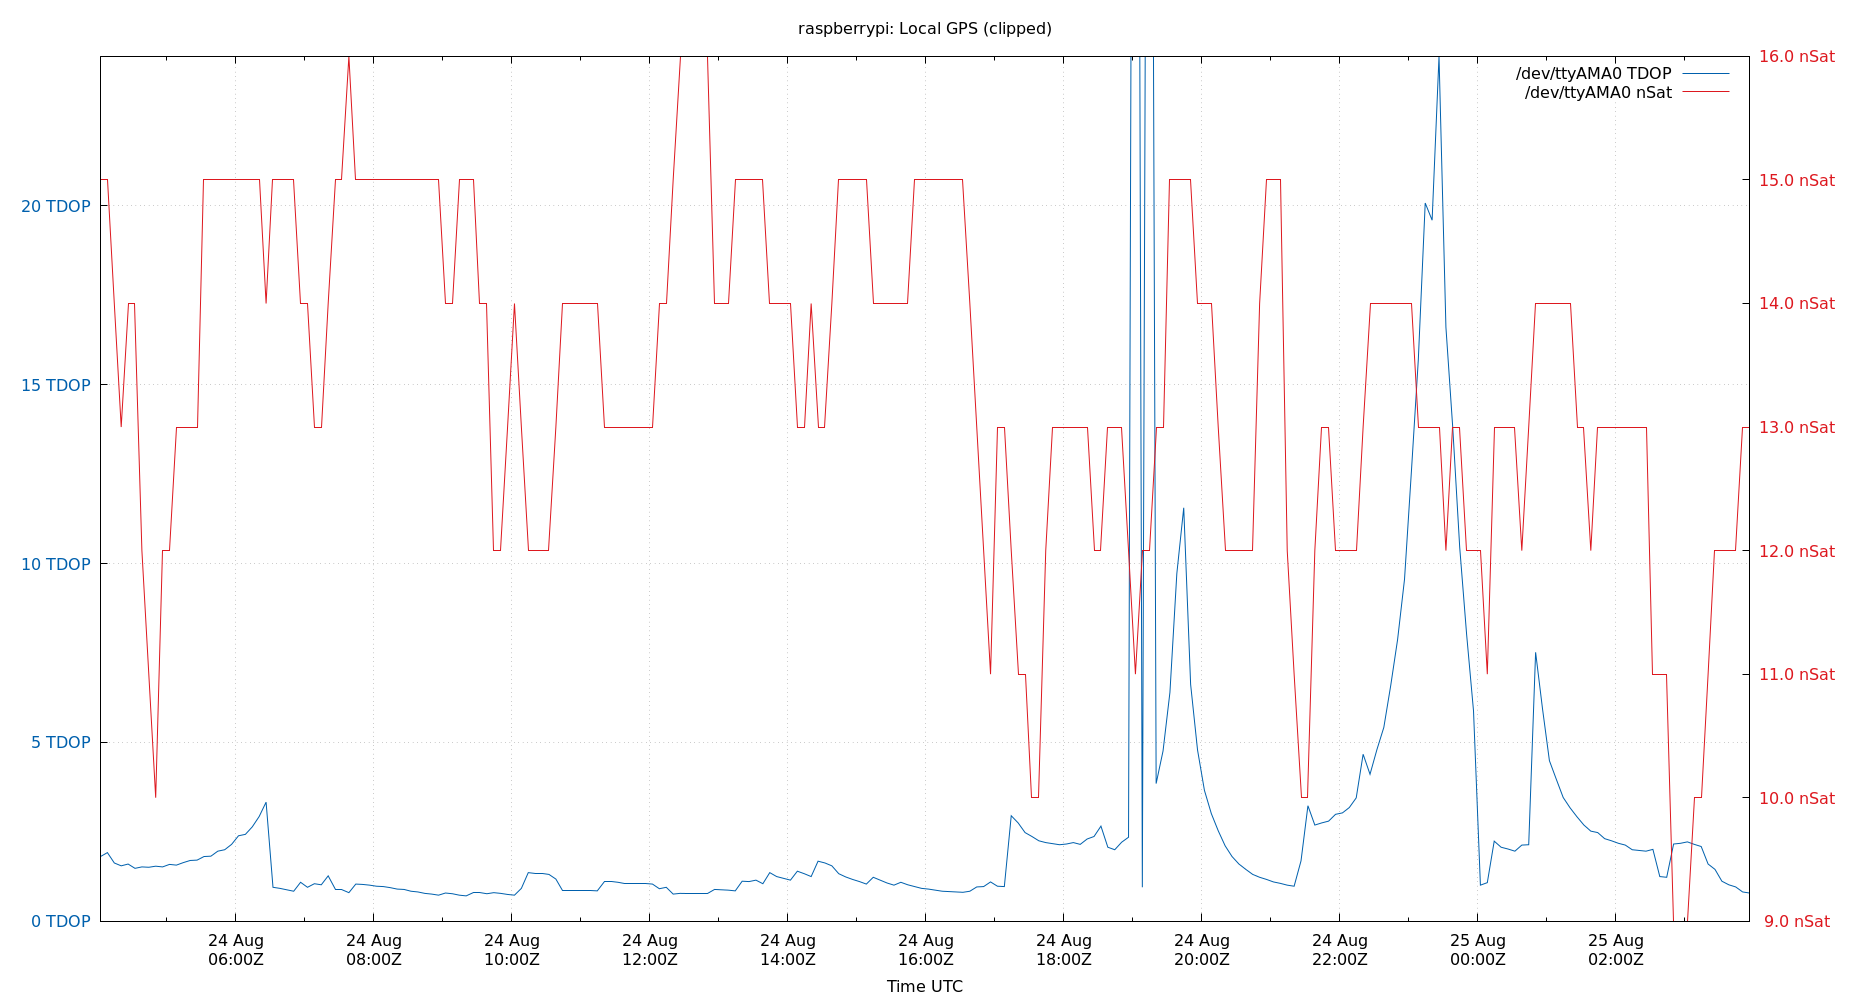 raspberrypi: Local GPS (clipped)
/dev/ttyAMA0 TDOP
/dev/ttyAMA0 nSat
20 TDOP
15 TDOP
10 TDOP
5 TDOP
0 TDOP
16.0 nSat
15.0 nSat
14.0 nSat
13.0 nSat
12.0 nSat
11.0 nSat
10.0 nSat
9.0 nSat
24 Aug
06:00Z
24 Aug
08:00Z
24 Aug
10:00Z
24 Aug
12:00Z
24 Aug
14:00Z
24 Aug
16:00Z
24 Aug
18:00Z
24 Aug
20:00Z
24 Aug
22:00Z
25 Aug
00:00Z
25 Aug
02:00Z
Time UTC